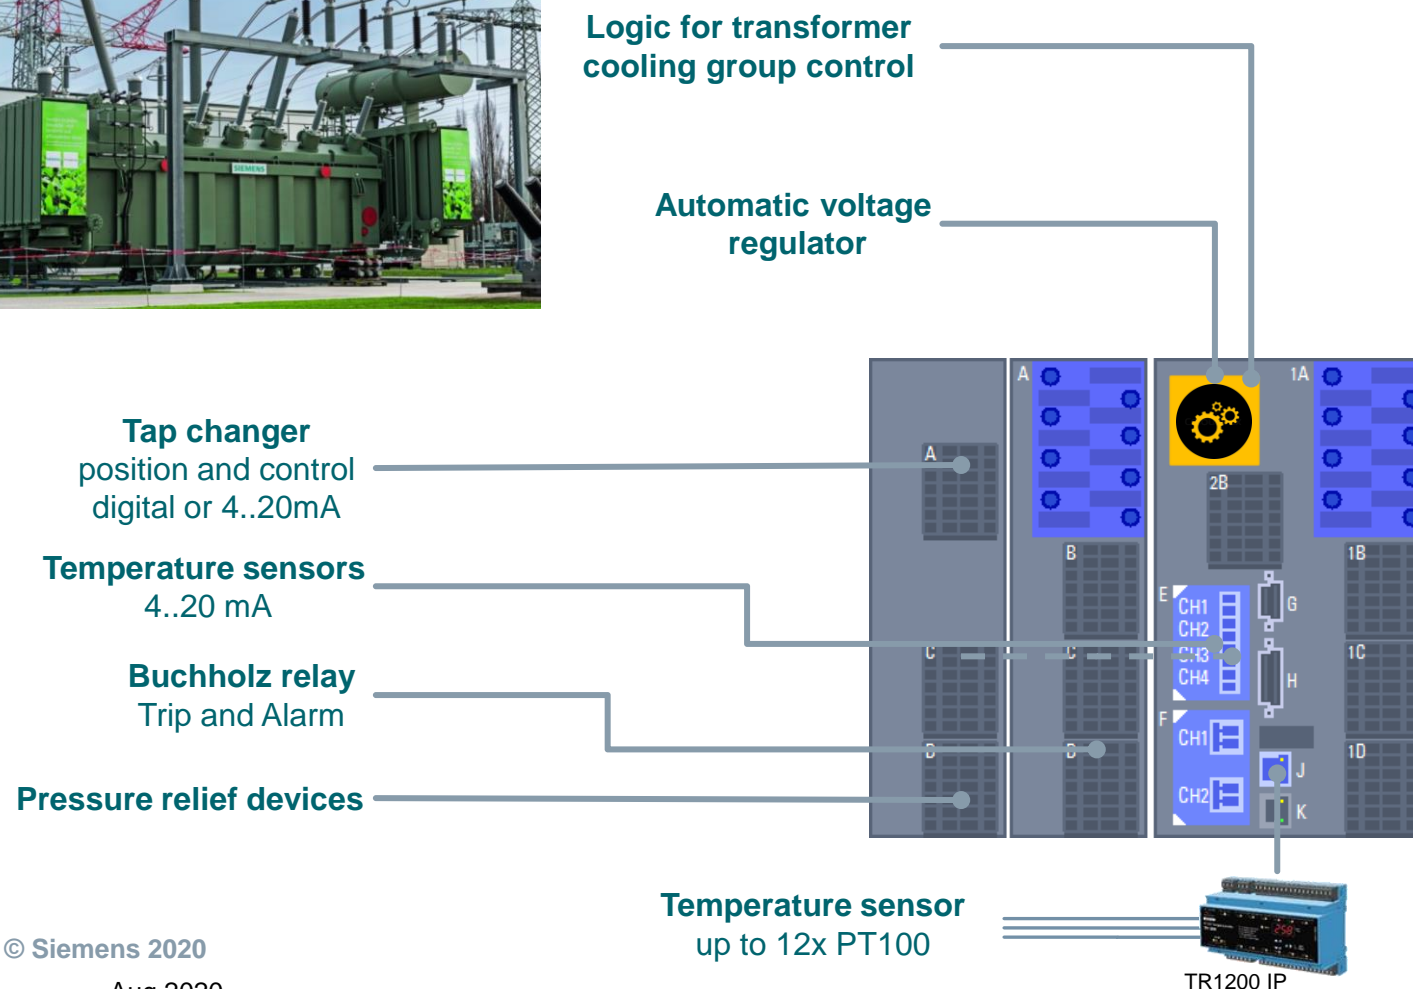 Logic for transformer
cooling group control
SIEMENS
Automatic voltage
regulator
A
1A
Tap changer
position and control
digital or 4..20mA
A
2B
Temperature sensors
4..20 mA
B
1B
E
CH1
CH2
CH3
CH4
G
C
C
1C
H
Buchholz relay
Trip and Alarm
F
CH1
CH2
J
K
1D
Pressure relief devices
Temperature sensor
up to 12x PT100
© Siemens 2020
Aug 2020
TR1200 IP